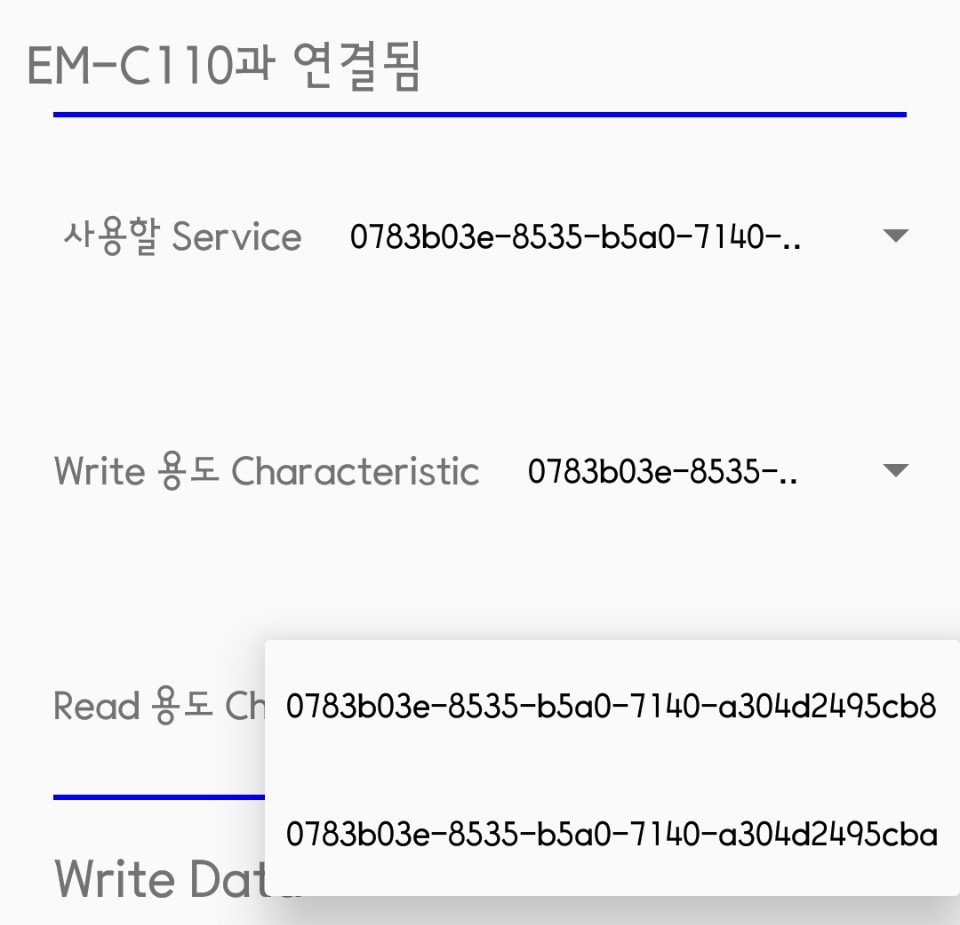 EM-C110과 연결됨
사용할 Service 0783b03e-8535-b5a0-7140-..
Write 용도 Characteristic 0783b03e-8535-..
Read 용도 Ch
0783b03e-8535-b5a0-7140-a304d2495cb8
0783b03e-8535-b5a0-7140-a304d2495cba
Write Data